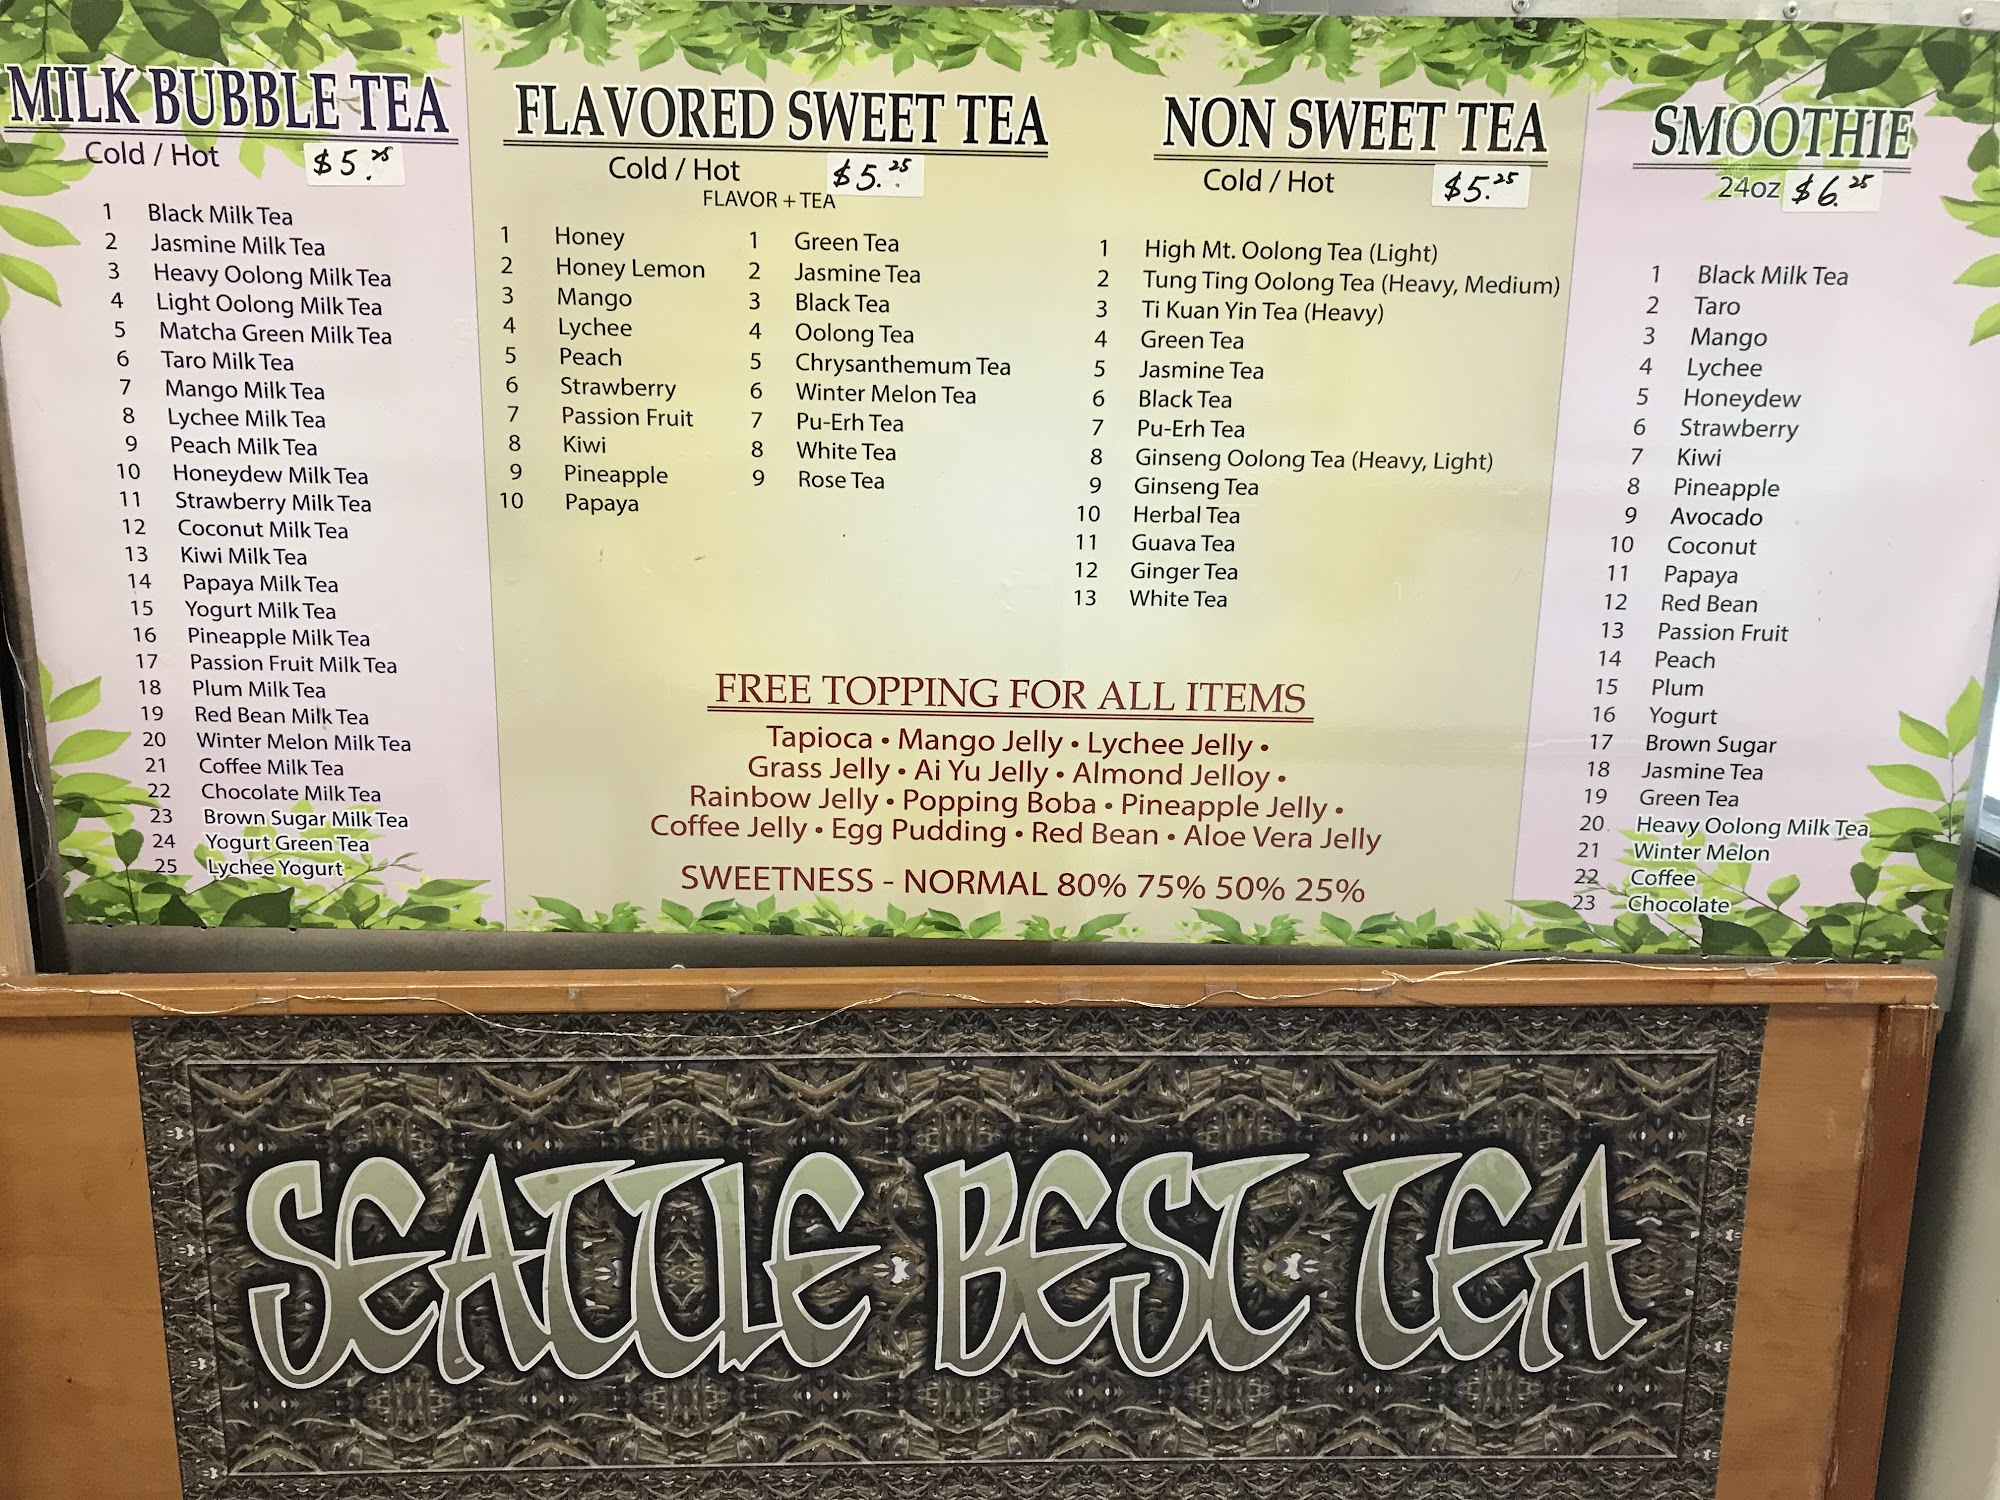 MILK BUBBLE TEA
Cold / Hot $5.25
1 Black Milk Tea
2 Jasmine Milk Tea
3 Heavy Oolong Milk Tea
4 Light Oolong Milk Tea
5 Matcha Green Milk Tea
6 Taro Milk Tea
7 Mango Milk Tea
8 Lychee Milk Tea
9 Peach Milk Tea
10 Honeydew Milk Tea
11 Strawberry Milk Tea
12 Coconut Milk Tea
13 Kiwi Milk Tea
14 Papaya Milk Tea
15 Yogurt Milk Tea
16 Pineapple Milk Tea
17 Passion Fruit Milk Tea
18 Plum Milk Tea
19 Red Bean Milk Tea
20 Winter Melon Milk Tea
21 Coffee Milk Tea
22 Chocolate Milk Tea
23 Brown Sugar Milk Tea
24 Yogurt Green Tea
25 Lychee Yogurt
FLAVORED SWEET TEA
Cold / Hot $5.25
FLAVOR + TEA
1 Honey
2 Honey Lemon
3 Mango
4 Lychee
5 Peach
6 Strawberry
7 Passion Fruit
8 Kiwi
9 Pineapple
10 Papaya
1 Green Tea
2 Jasmine Tea
3 Black Tea
4 Oolong Tea
5 Chrysanthemum Tea
6 Winter Melon Tea
7 Pu-Erh Tea
8 White Tea
9 Rose Tea
NON SWEET TEA
Cold / Hot $5.25
1 High Mt. Oolong Tea (Light)
2 Tung Ting Oolong Tea (Heavy, Medium)
3 Ti Kuan Yin Tea (Heavy)
4 Green Tea
5 Jasmine Tea
6 Black Tea
7 Pu-Erh Tea
8 Ginseng Oolong Tea (Heavy, Light)
9 Ginseng Tea
10 Herbal Tea
11 Guava Tea
12 Ginger Tea
13 White Tea
SMOOTHIE
24oz $6.25
1 Black Milk Tea
2 Taro
3 Mango
4 Lychee
5 Honeydew
6 Strawberry
7 Kiwi
8 Pineapple
9 Avocado
10 Coconut
11 Papaya
12 Red Bean
13 Passion Fruit
14 Peach
15 Plum
16 Yogurt
17 Brown Sugar
18 Jasmine Tea
19 Green Tea
20 Heavy Oolong Milk Tea
21 Winter Melon
22 Coffee
23 Chocolate
FREE TOPPING FOR ALL ITEMS
Tapioca • Mango Jelly • Lychee Jelly •
Grass Jelly • Ai Yu Jelly • Almond Jelloy •
Rainbow Jelly • Popping Boba • Pineapple Jelly •
Coffee Jelly • Egg Pudding • Red Bean • Aloe Vera Jelly
SWEETNESS - NORMAL 80% 75% 50% 25%
SEATTLE BEST TEA